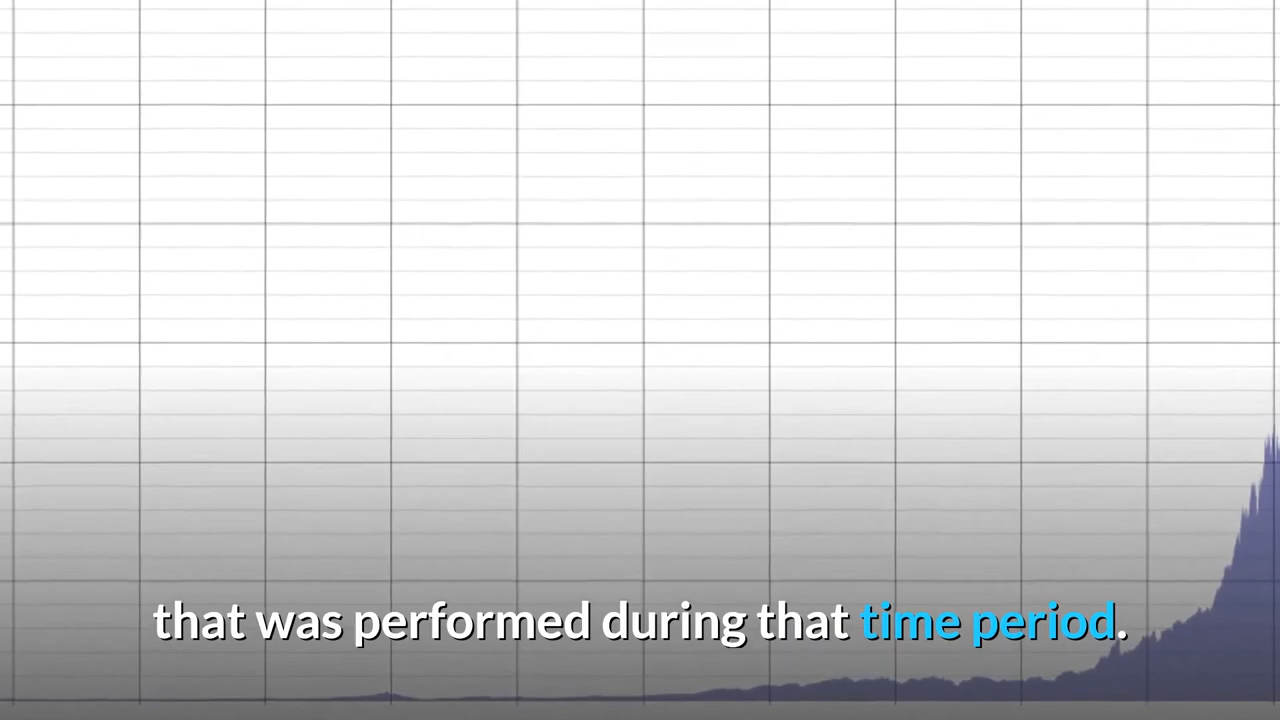 that was performed during that time period.